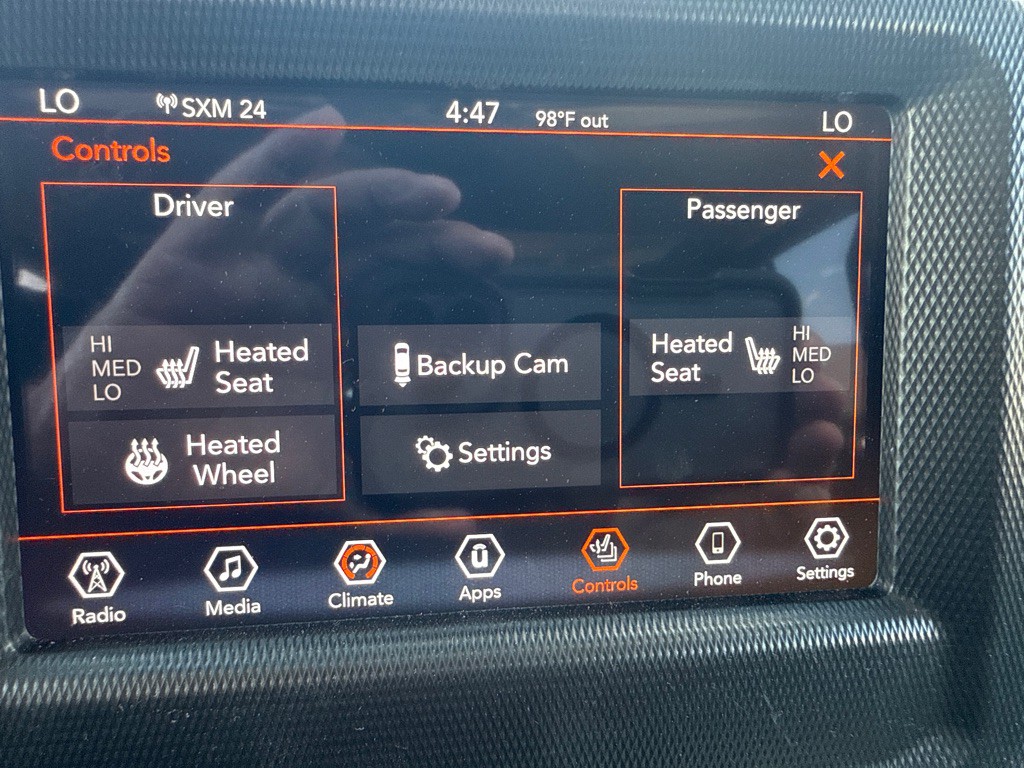 LO SXM 24 4:47 98°F out LO
Controls
Driver
Passenger
HI
MED
LO
Heated
Seat
Backup Cam
Heated
Seat
HI
MED
LO
Heated
Wheel
Settings
Radio Media Climate Apps Controls Phone Settings